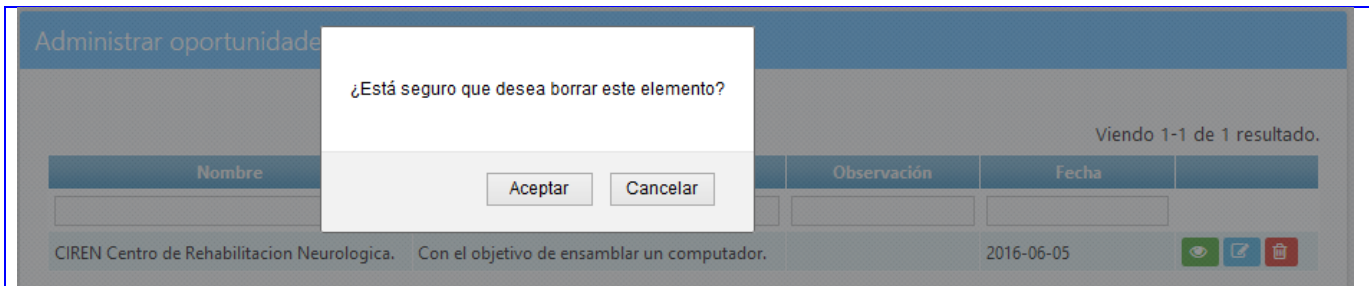 Administrar oportunidade
¿Está seguro que desea borrar este elemento?
Viendo 1-1 de 1 resultado.
Nombre Observación Fecha
Aceptar Cancelar
CIREN Centro de Rehabilitacion Neurologica. Con el objetivo de ensamblar un computador. 2016-06-05